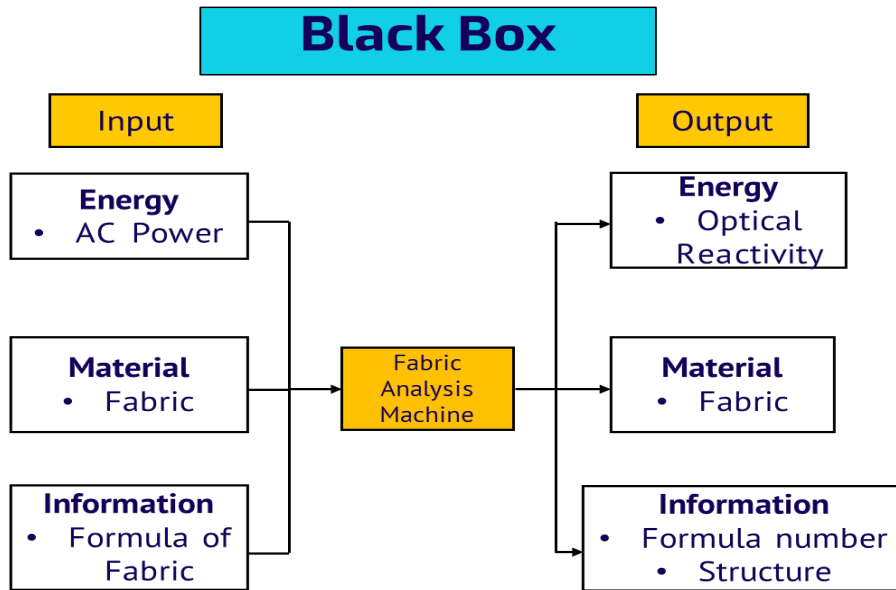 Black Box
Input
Output
Energy
• AC Power
Energy
• Optical
Reactivity
Material
• Fabric
Fabric
Analysis
Machine
Material
• Fabric
Information
• Formula of
Fabric
Information
• Formula number
• Structure